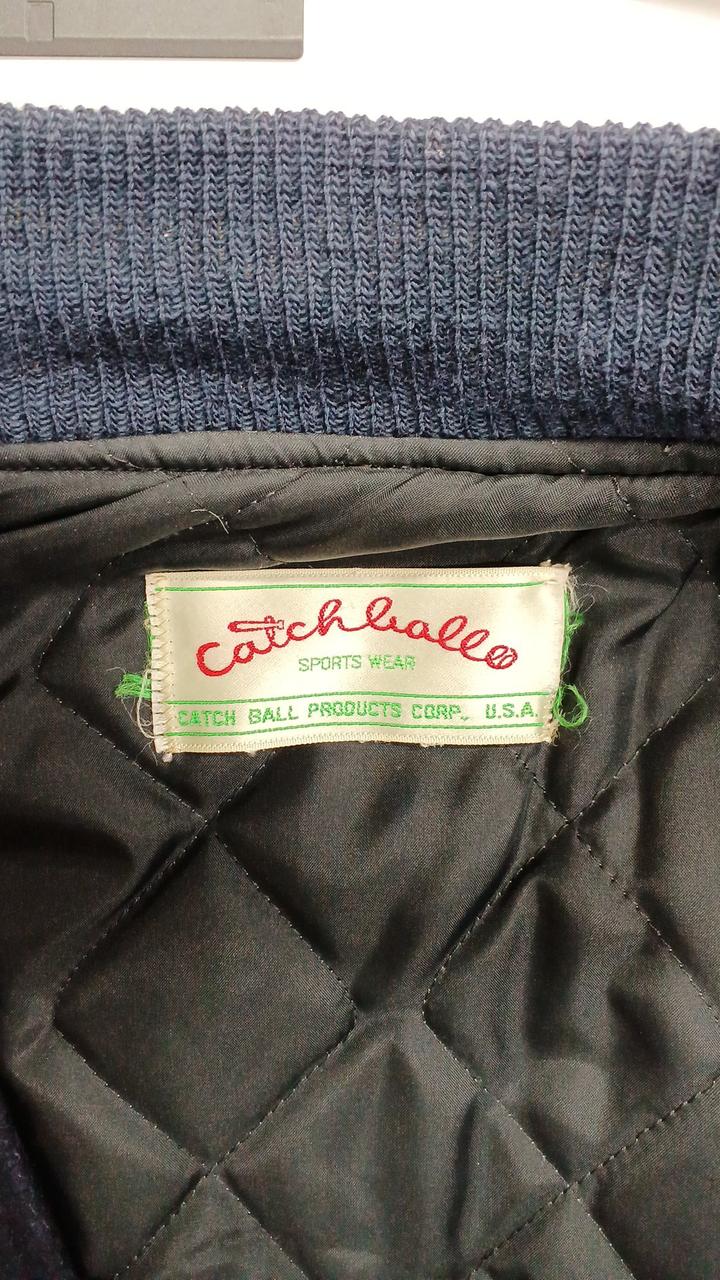 Catchball
SPORTS WEAR
CATCH BALL PRODUCTS CORP. U.S.A.